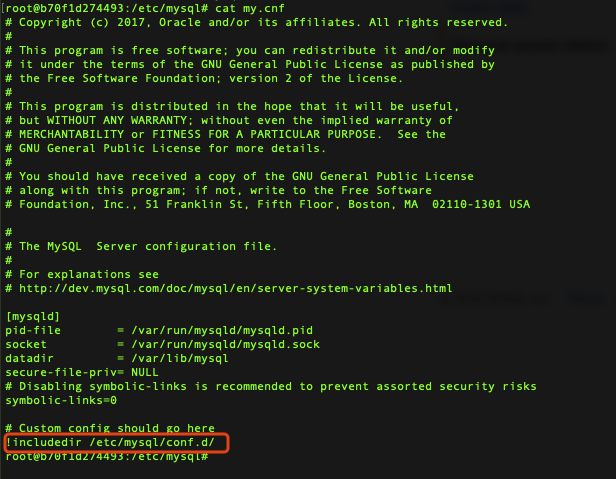 [root@b70f1d274493:/etc/mysql# cat my.cnf
# Copyright (c) 2017, Oracle and/or its affiliates. All rights reserved.
#
# This program is free software; you can redistribute it and/or modify
# it under the terms of the GNU General Public License as published by
# the Free Software Foundation; version 2 of the License.
#
# This program is distributed in the hope that it will be useful,
# but WITHOUT ANY WARRANTY; without even the implied warranty of
# MERCHANTABILITY or FITNESS FOR A PARTICULAR PURPOSE.  See the
# GNU General Public License for more details.
#
# You should have received a copy of the GNU General Public License
# along with this program; if not, write to the Free Software
# Foundation, Inc., 51 Franklin St, Fifth Floor, Boston, MA  02110-1301 USA
#
# The MySQL  Server configuration file.
#
# For explanations see
# http://dev.mysql.com/doc/mysql/en/server-system-variables.html
[mysqld]
pid-file        = /var/run/mysqld/mysqld.pid
socket          = /var/run/mysqld/mysqld.sock
datadir         = /var/lib/mysql
secure-file-priv= NULL
# Disabling symbolic-links is recommended to prevent assorted security risks
symbolic-links=0
# Custom config should go here
!includedir /etc/mysql/conf.d/
root@b70f1d274493:/etc/mysql#